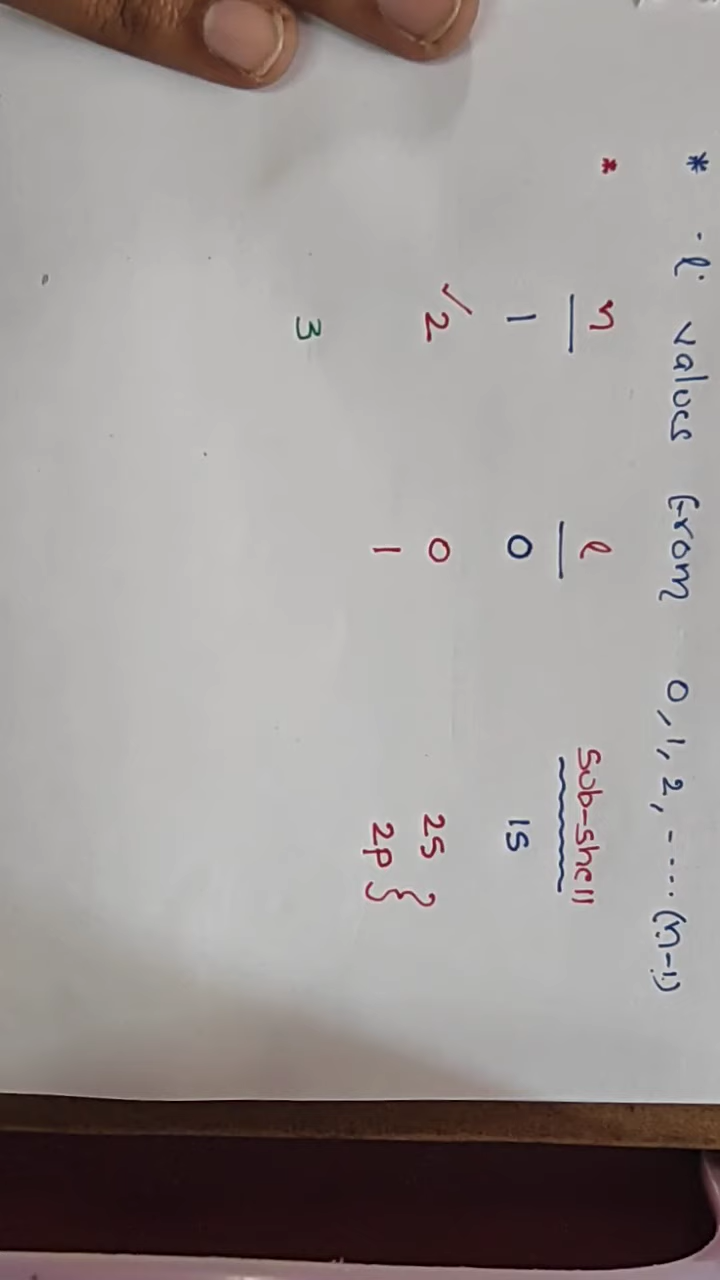 * 'l' values from 0, 1, 2, ----- (n-1)
* n l Sub-shell
1 0 1s
✓2 0 2s }
1 2p }
3